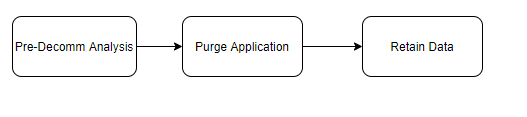 Pre-Decomm Analysis
Purge Application
Retain Data